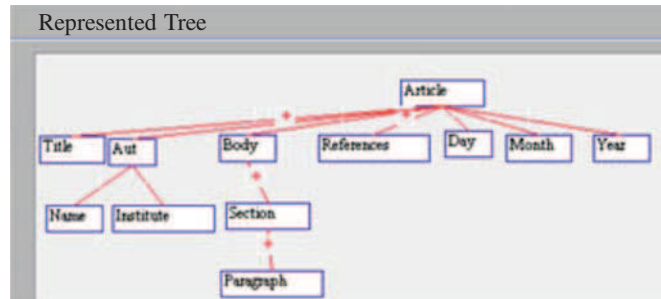 Represented Tree
Article
Title Aut Body References Day Month Year
Name Institute Section
Paragraph